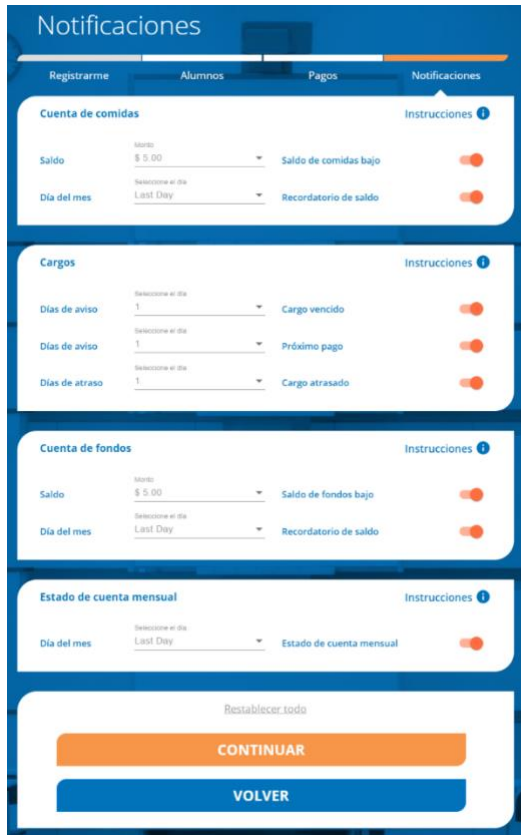 Notificaciones
Registrarme Alumnos Pagos Notificaciones
Cuenta de comidas Instrucciones
Monto
Saldo $ 5.00 Saldo de comidas bajo
Seleccione el día
Día del mes Last Day Recordatorio de saldo
Cargos Instrucciones
Seleccione el día
Días de aviso 1 Cargo vencido
Seleccione el día
Días de aviso 1 Próximo pago
Seleccione el día
Días de atraso 1 Cargo atrasado
Cuenta de fondos Instrucciones
Monto
Saldo $ 5.00 Saldo de fondos bajo
Seleccione el día
Día del mes Last Day Recordatorio de saldo
Estado de cuenta mensual Instrucciones
Seleccione el día
Día del mes Last Day Estado de cuenta mensual
Restablecer todo
CONTINUAR
VOLVER